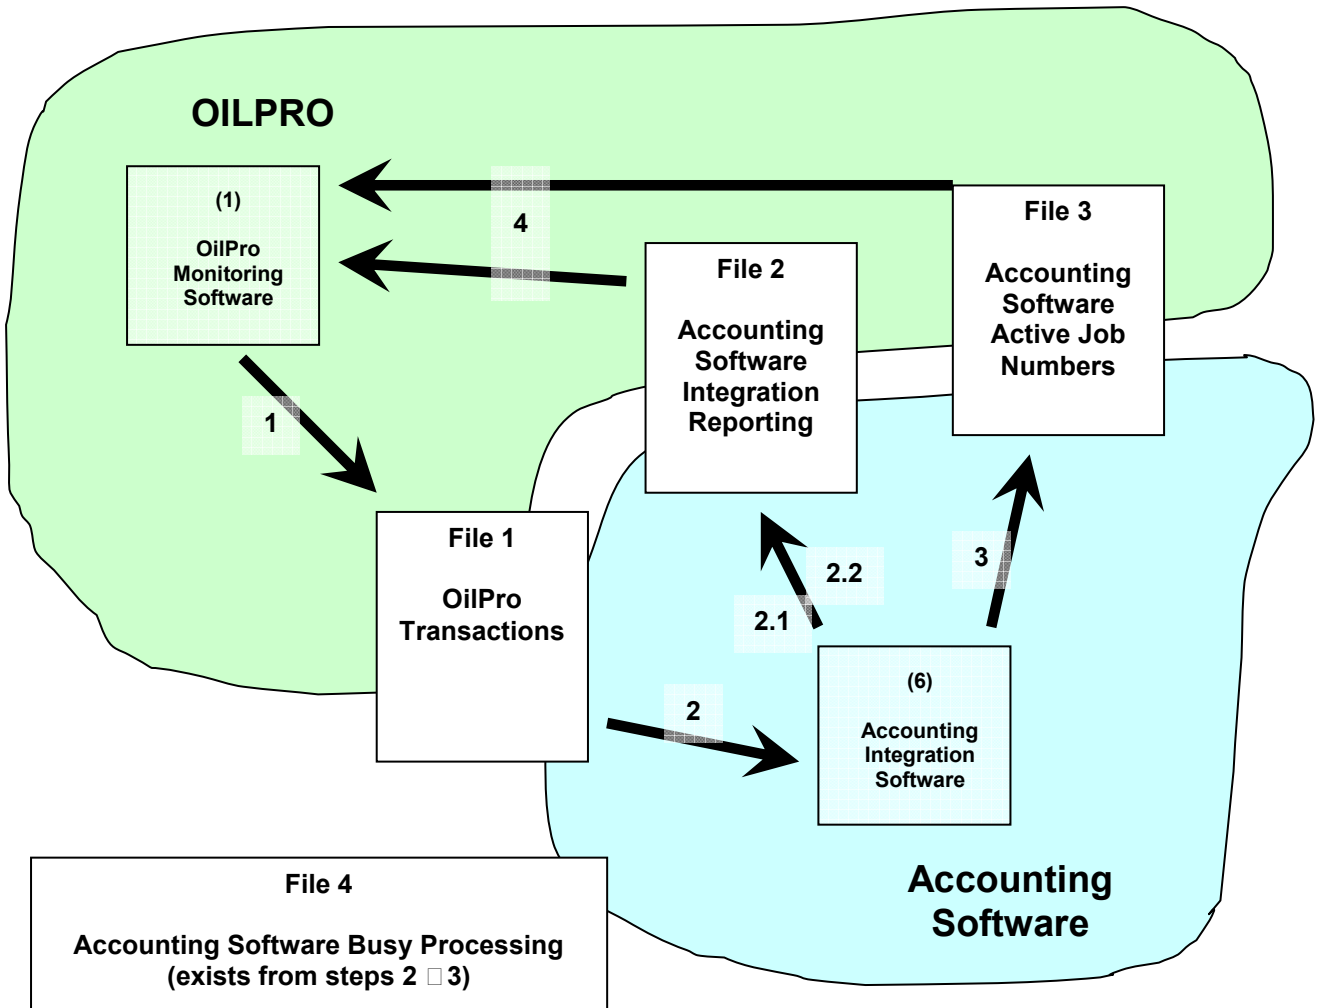 OILPRO
(1)
OilPro
Monitoring
Software
4
File 3
Accounting
Software
Active Job
Numbers
File 2
Accounting
Software
Integration
Reporting
1
File 1
OilPro
Transactions
2.2
2.1
3
2
(6)
Accounting
Integration
Software
Accounting
Software
File 4
Accounting Software Busy Processing
(exists from steps 2 □ 3)